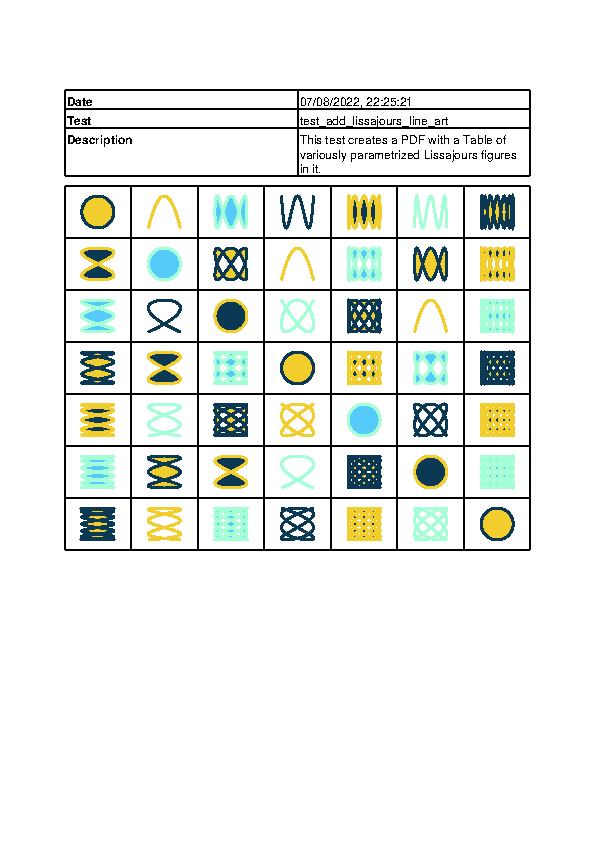 Date 07/08/2022, 22:25:21
Test test_add_lissajours_line_art
Description This test creates a PDF with a Table of
variously parametrized Lissajours figures
in it.